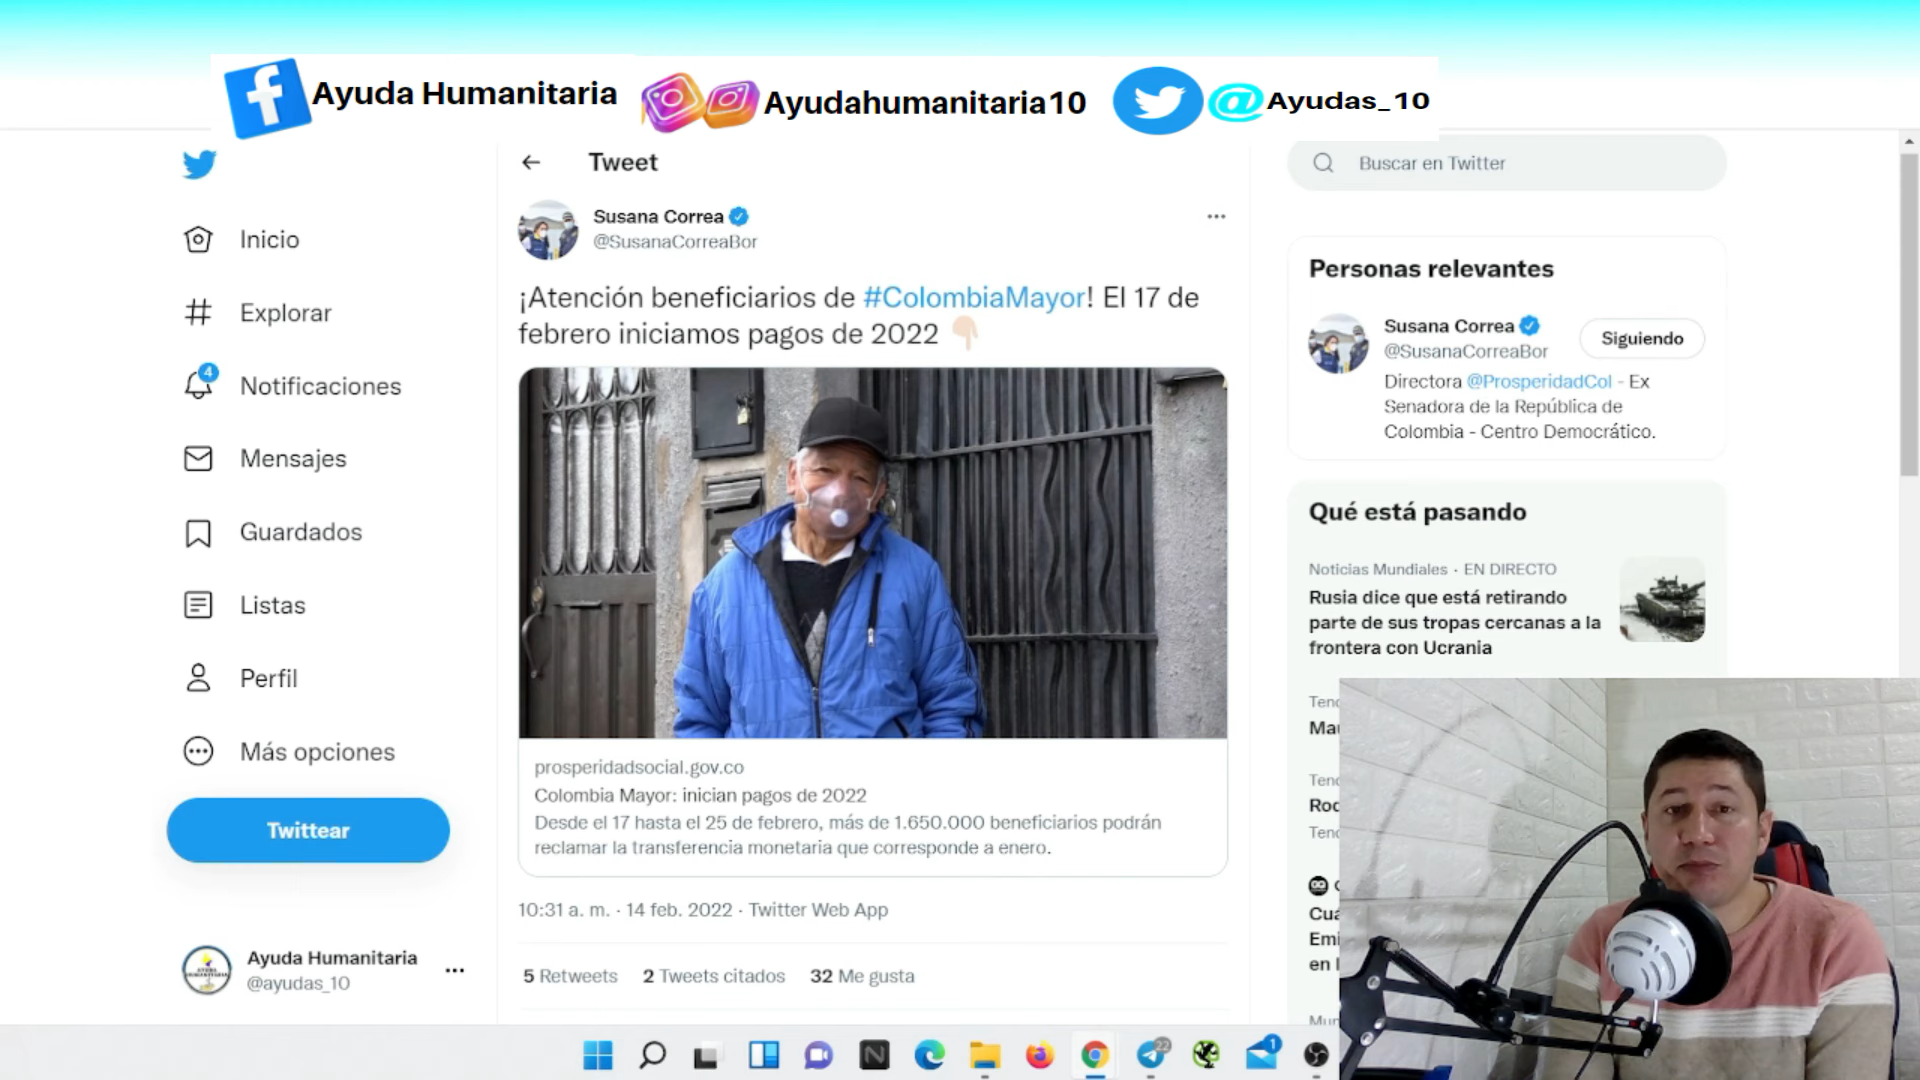 Ayuda Humanitaria
Ayudahumanitaria10
@Ayudas_10
Tweet
Buscar en Twitter
Susana Correa
@SusanaCorreaBor
Inicio
Explorar
4
Notificaciones
Mensajes
Guardados
Listas
Perfil
Más opciones
Twittear
Ayuda Humanitaria
@ayudas_10
¡Atención beneficiarios de #ColombiaMayor! El 17 de
febrero iniciamos pagos de 2022
prosperidadsocial.gov.co
Colombia Mayor: inician pagos de 2022
Desde el 17 hasta el 25 de febrero, más de 1.650.000 beneficiarios podrán
reclamar la transferencia monetaria que corresponde a enero.
10:31 a. m. · 14 feb. 2022 · Twitter Web App
5 Retweets 2 Tweets citados 32 Me gusta
Personas relevantes
Susana Correa
@SusanaCorreaBor
Siguiendo
Directora @ProsperidadCol - Ex
Senadora de la República de
Colombia - Centro Democrático.
Qué está pasando
Noticias Mundiales · EN DIRECTO
Rusia dice que está retirando
parte de sus tropas cercanas a la
frontera con Ucrania
22
1